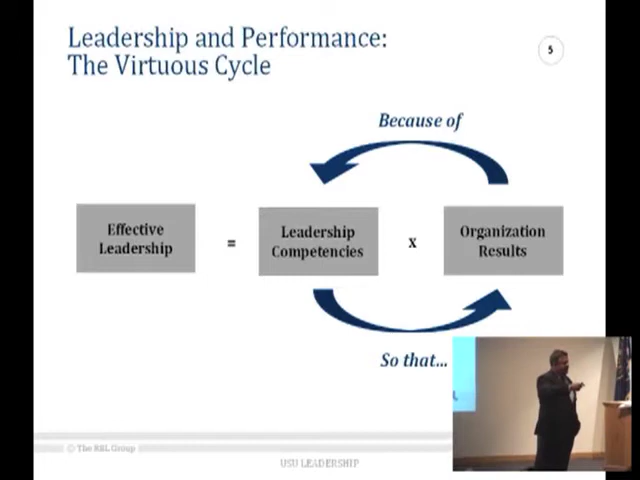 Leadership and Performance:
The Virtuous Cycle
5
Because of
Effective
Leadership
=
Leadership
Competencies
x
Organization
Results
So that...
© The RBL Group
USU LEADERSHIP